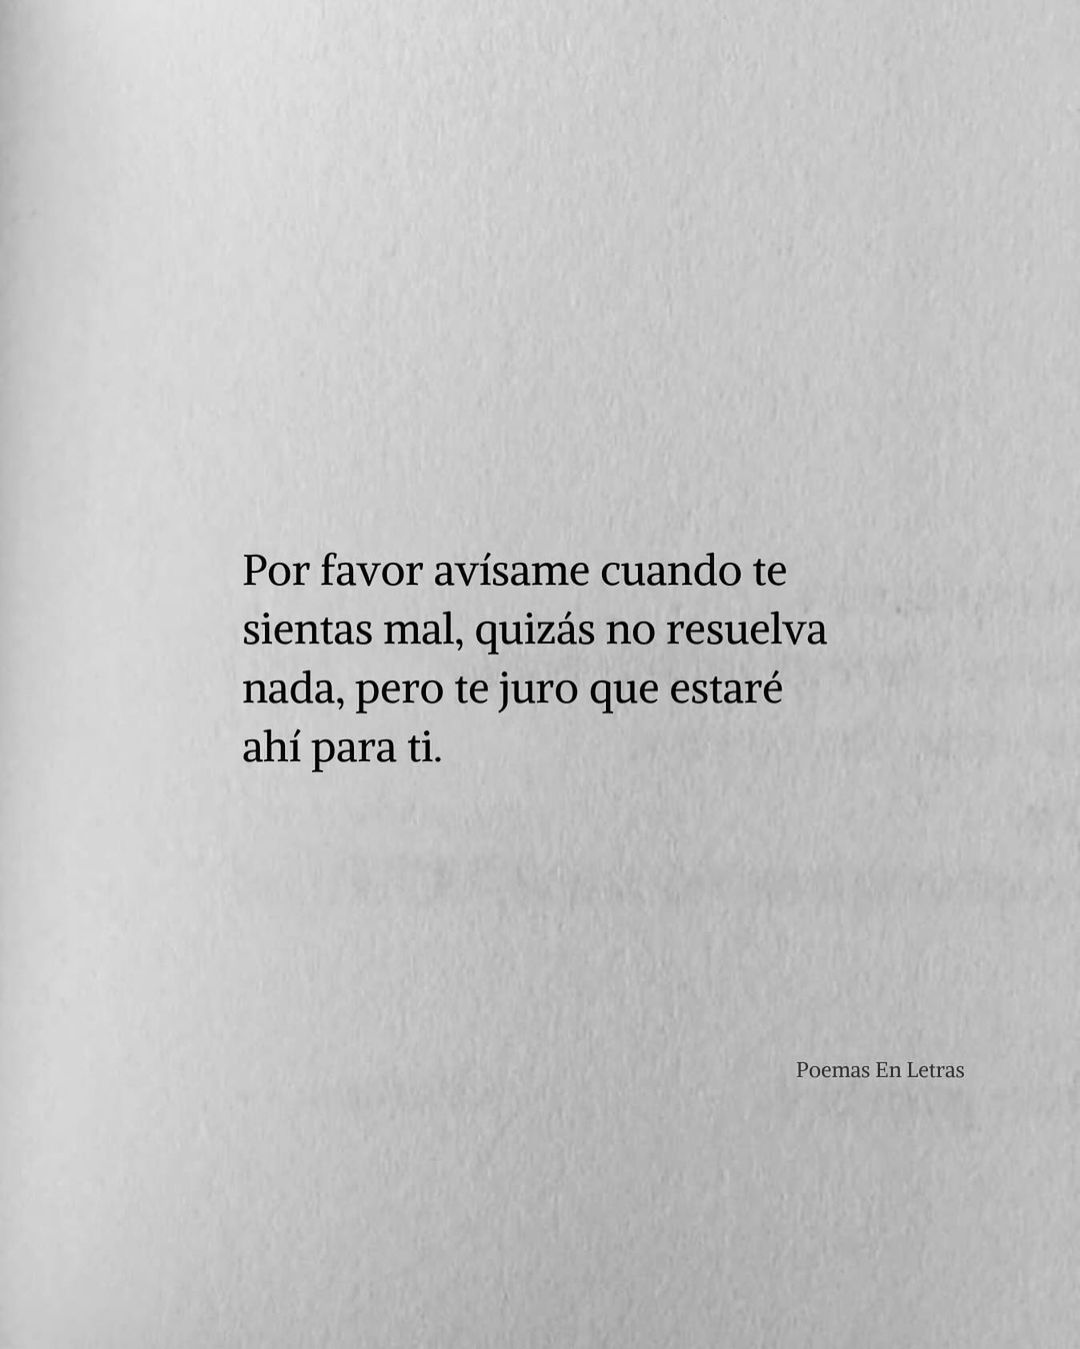 Por favor avísame cuando te
sientas mal, quizás no resuelva
nada, pero te juro que estaré
ahí para ti.
Poemas En Letras